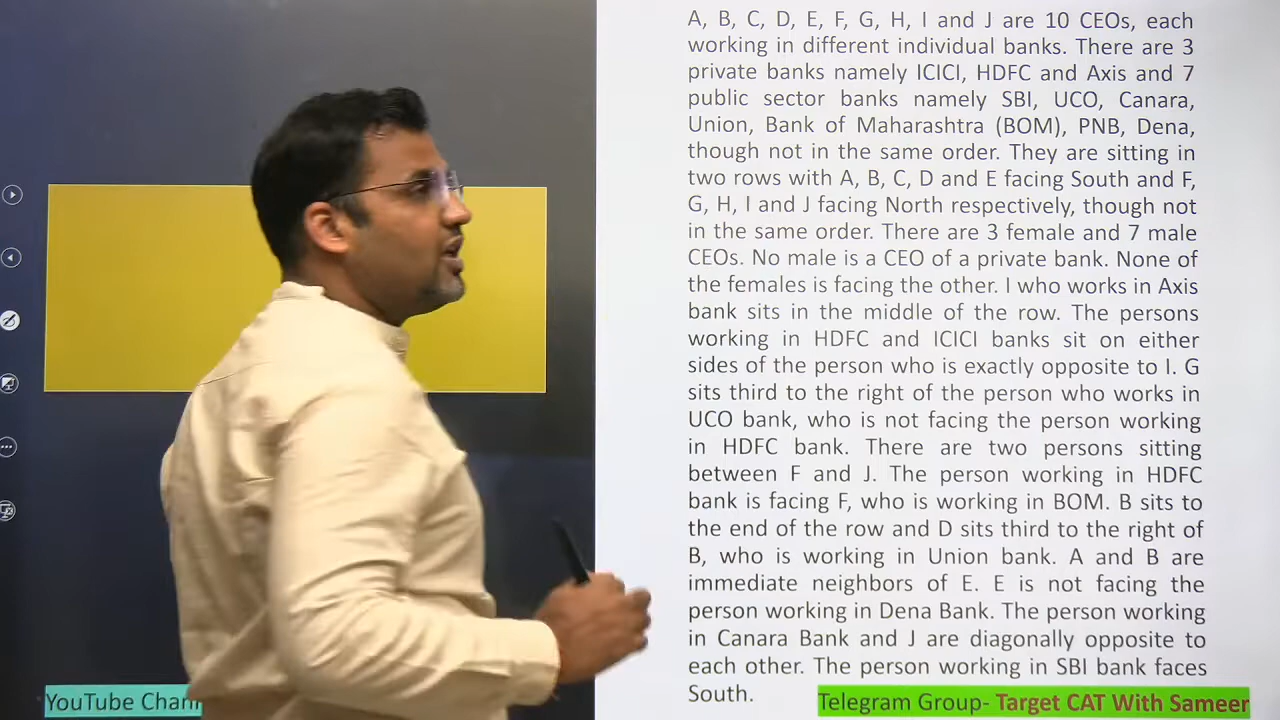 A, B, C, D, E, F, G, H, I and J are 10 CEOs, each
working in different individual banks. There are 3
private banks namely ICICI, HDFC and Axis and 7
public sector banks namely SBI, UCO, Canara,
Union, Bank of Maharashtra (BOM), PNB, Dena,
though not in the same order. They are sitting in
two rows with A, B, C, D and E facing South and F,
G, H, I and J facing North respectively, though not
in the same order. There are 3 female and 7 male
CEOs. No male is a CEO of a private bank. None of
the females is facing the other. I who works in Axis
bank sits in the middle of the row. The persons
working in HDFC and ICICI banks sit on either
sides of the person who is exactly opposite to I. G
sits third to the right of the person who works in
UCO bank, who is not facing the person working
in HDFC bank. There are two persons sitting
between F and J. The person working in HDFC
bank is facing F, who is working in BOM. B sits to
the end of the row and D sits third to the right of
B, who is working in Union bank. A and B are
immediate neighbors of E. E is not facing the
person working in Dena Bank. The person working
in Canara Bank and J are diagonally opposite to
each other. The person working in SBI bank faces
South.
YouTube Chan
Telegram Group- Target CAT With Sameer